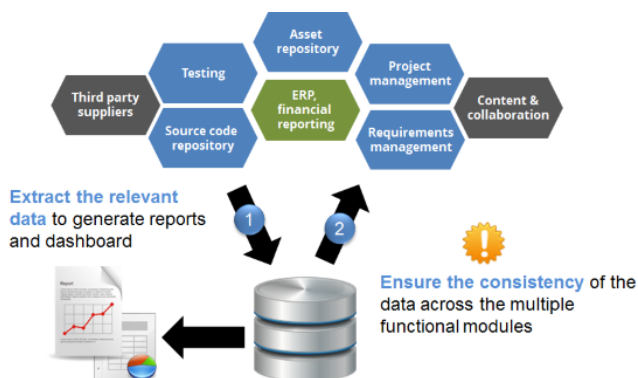 Asset
repository
Testing
Project
management
Third party
suppliers
ERP,
financial
reporting
Content &
collaboration
Source code
repository
Requirements
management
Extract the relevant
data to generate reports
and dashboard
1
2
Ensure the consistency of the
data across the multiple
functional modules
Report